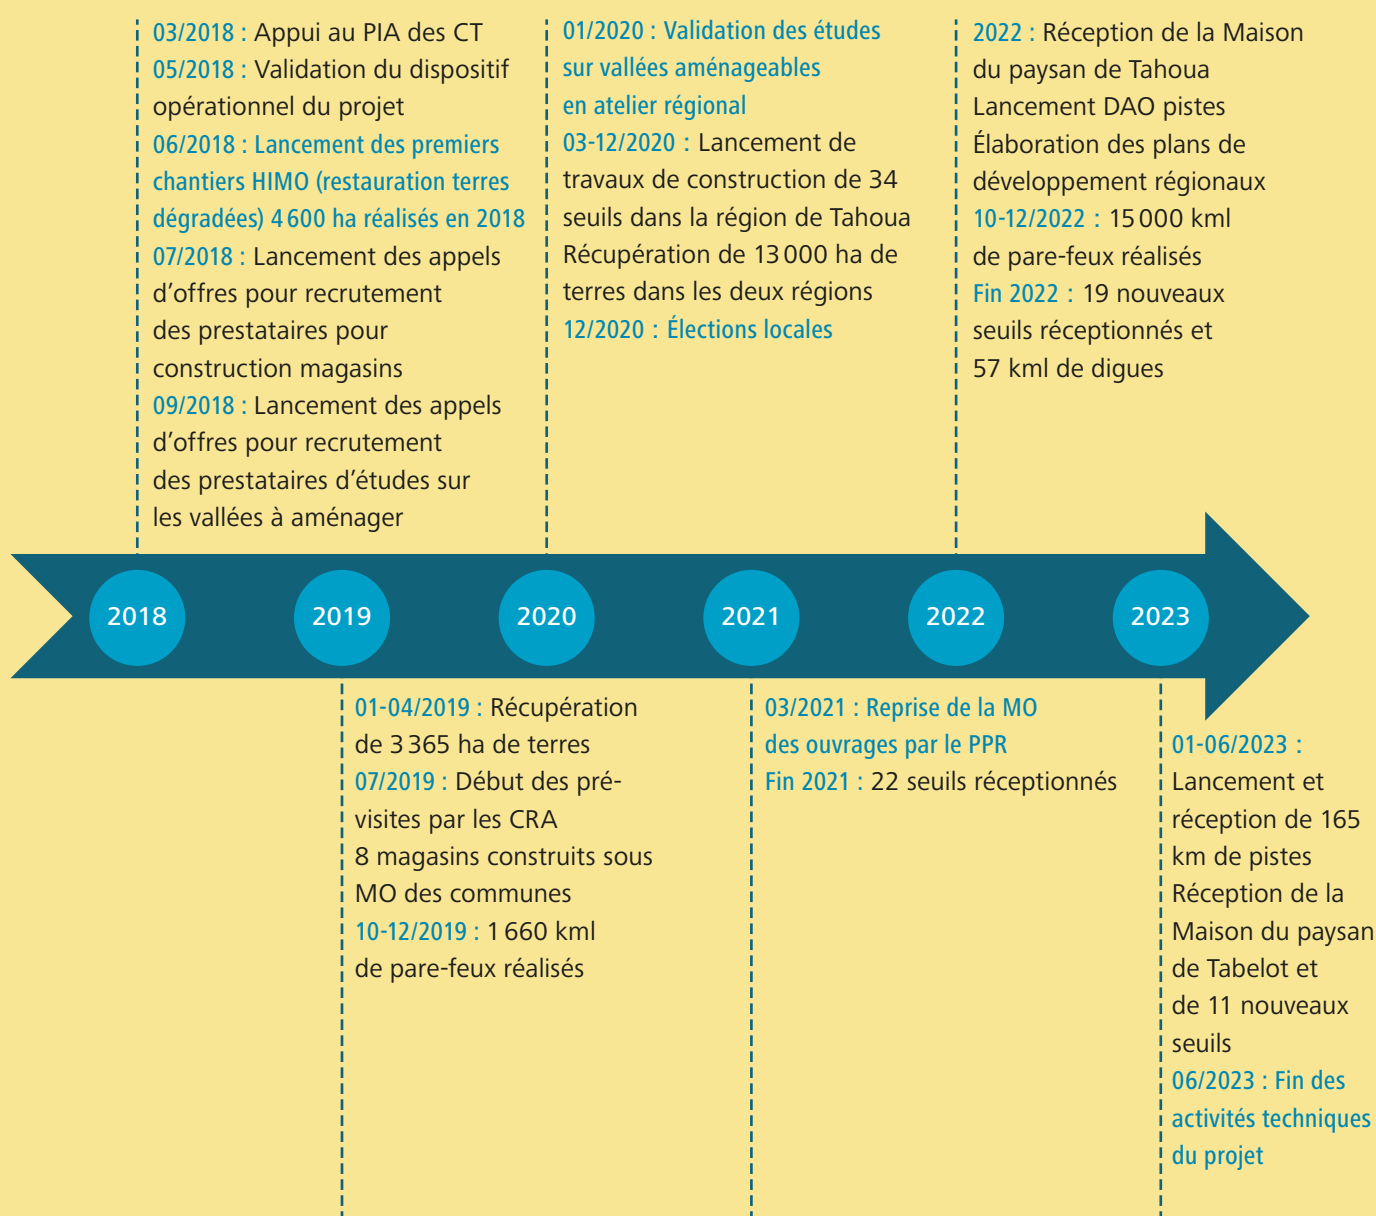 03/2018 : Appui au PIA des CT
05/2018 : Validation du dispositif
opérationnel du projet
06/2018 : Lancement des premiers
chantiers HIMO (restauration terres
dégradées) 4 600 ha réalisés en 2018
07/2018 : Lancement des appels
d’offres pour recrutement
des prestataires pour
construction magasins
09/2018 : Lancement des appels
d’offres pour recrutement
des prestataires d’études sur
les vallées à aménager
01/2020 : Validation des études
sur vallées aménageables
en atelier régional
03-12/2020 : Lancement de
travaux de construction de 34
seuils dans la région de Tahoua
Récupération de 13 000 ha de
terres dans les deux régions
12/2020 : Élections locales
2022 : Réception de la Maison
du paysan de Tahoua
Lancement DAO pistes
Élaboration des plans de
développement régionaux
10-12/2022 : 15 000 kml
de pare-feux réalisés
Fin 2022 : 19 nouveaux
seuils réceptionnés et
57 kml de digues
2018
2019
2020
2021
2022
2023
01-04/2019 : Récupération
de 3 365 ha de terres
07/2019 : Début des pré-
visites par les CRA
8 magasins construits sous
MO des communes
10-12/2019 : 1 660 kml
de pare-feux réalisés
03/2021 : Reprise de la MO
des ouvrages par le PPR
Fin 2021 : 22 seuils réceptionnés
01-06/2023 :
Lancement et
réception de 165
km de pistes
Réception de la
Maison du paysan
de Tabelot et
de 11 nouveaux
seuils
06/2023 : Fin des
activités techniques
du projet